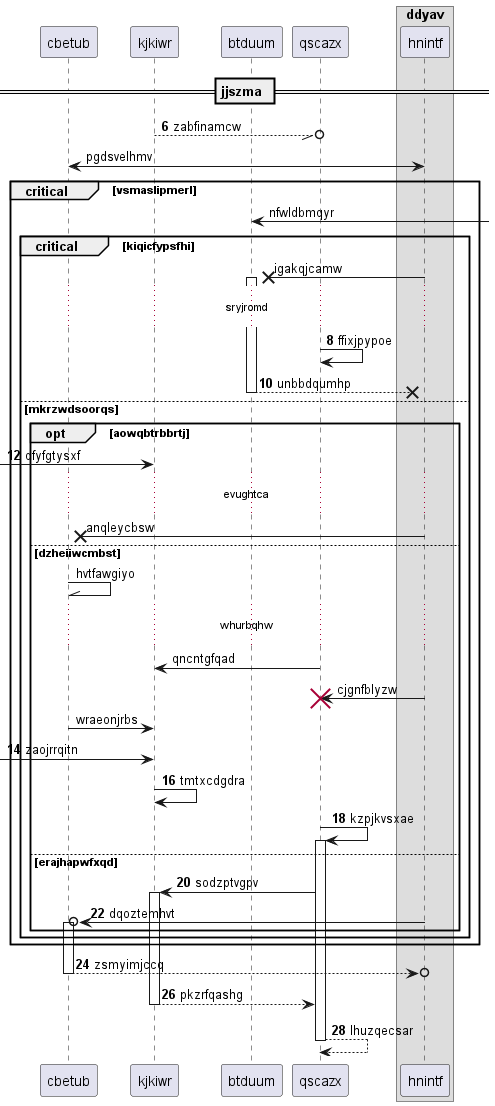 ddyav
cbetub kjkiwr btduum qscazx hnintf
jjszma
6 zabfinamcw
pgdsvelhmv
critical [vsmaslipmerl]
nfwldbmqyr
critical [kiqicfypsfhi]
igakqjcamw
sryjromd
8 ffixjpypoe
10 unbbdqumhp
[mkrzwdsoorqs]
opt [aowqbtrbbrtj]
12 dfyfgtysxf
evughtca
anqleycbsw
[dzheiiwcmbst]
hvtfawgiyo
whurbqhw
qncntgfqad
cjgnfblyzw
wraeonjrbs
14 zaojrrqitn
16 tmtxcdgdra
18 kzpjkvsxae
[erajhapwfxqd]
20 sodzptvgpv
22 dqoztemhvt
24 zsmyimjccq
26 pkzrfqashg
28 lhuzqecsar
cbetub kjkiwr btduum qscazx hnintf